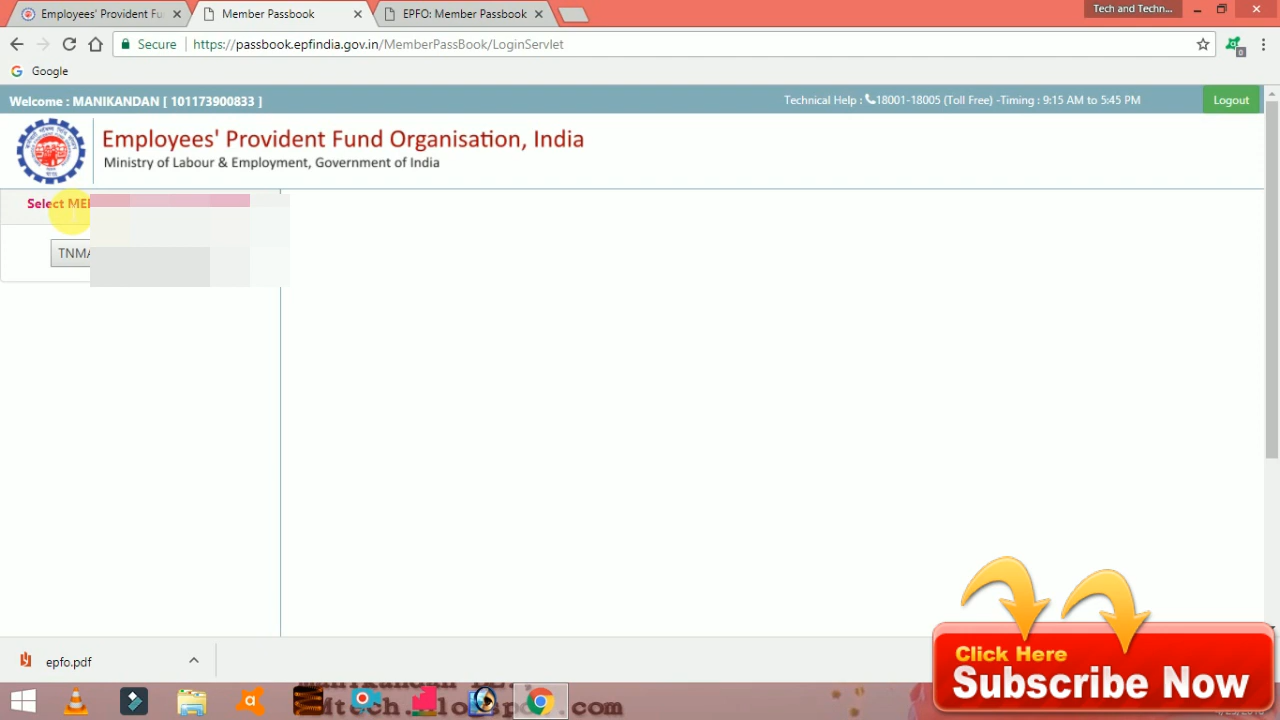 Employees' Provident Fu
Member Passbook
EPFO: Member Passbook
Tech and Techn...
Secure
https://passbook.epfindia.gov.in/MemberPassBook/LoginServlet
0
Google
Welcome : MANIKANDAN [ 101173900833 ]
Technical Help : 18001-18005 (Toll Free) -Timing : 9:15 AM to 5:45 PM
Logout
Employees' Provident Fund Organisation, India
Ministry of Labour & Employment, Government of India
Select ME
TNMA
epfo.pdf
Click Here
Subscribe Now